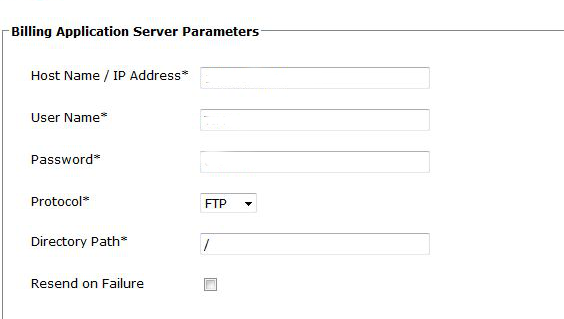 Billing Application Server Parameters
Host Name / IP Address*
User Name*
Password*
Protocol* FTP
Directory Path* /
Resend on Failure